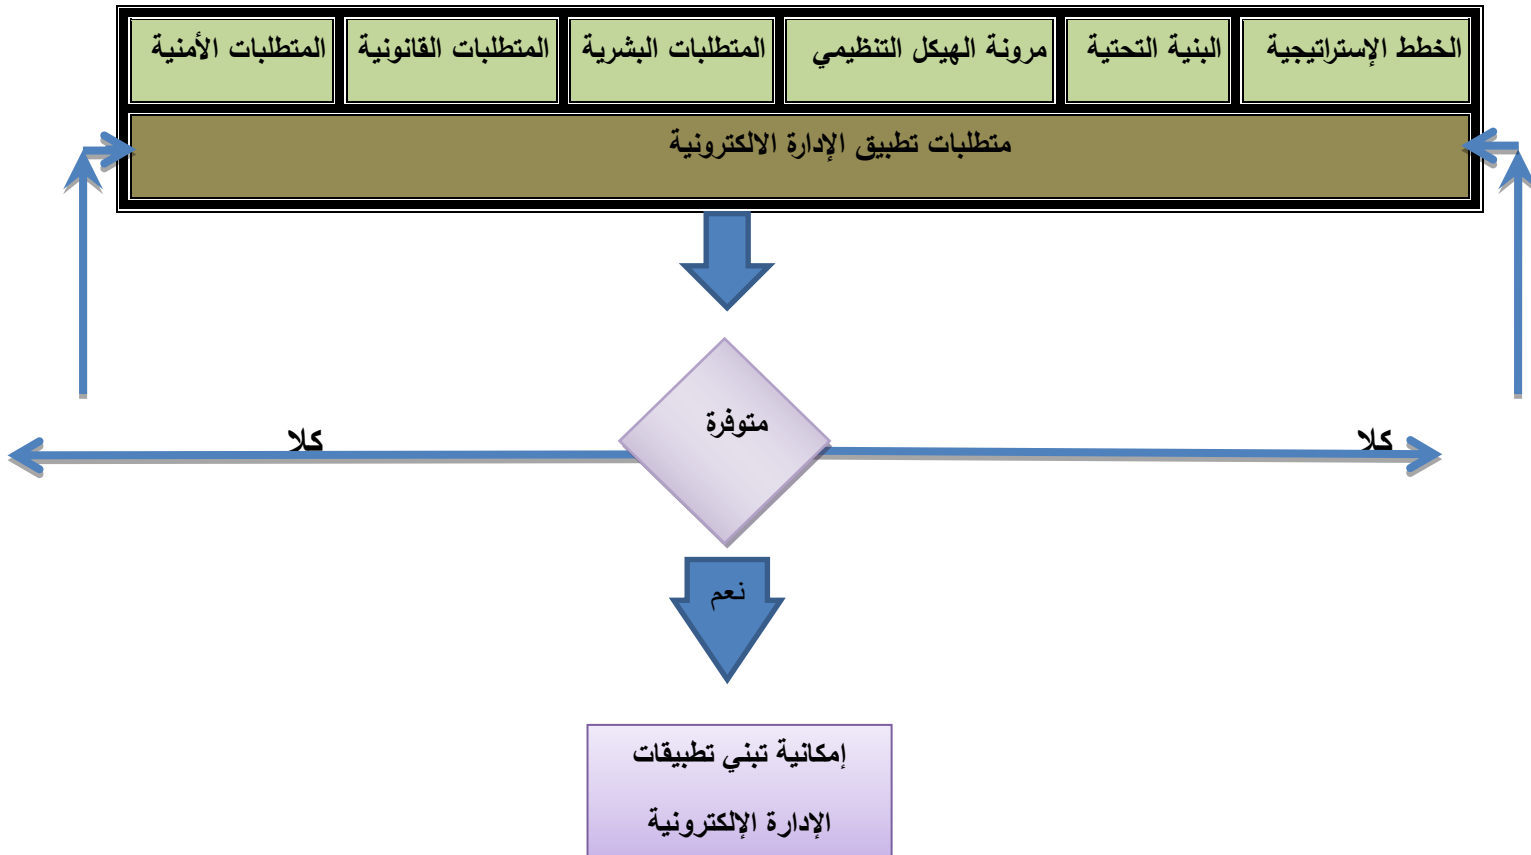 الخطط الإستراتيجية
البنية التحتية
مرونة الهيكل التنظيمي
المتطلبات البشرية
المتطلبات القانونية
المتطلبات الأمنية
متطلبات تطبيق الإدارة الالكترونية
متوفرة
كلا
كلا
نعم
إمكانية تبني تطبيقات
الإدارة الإلكترونية